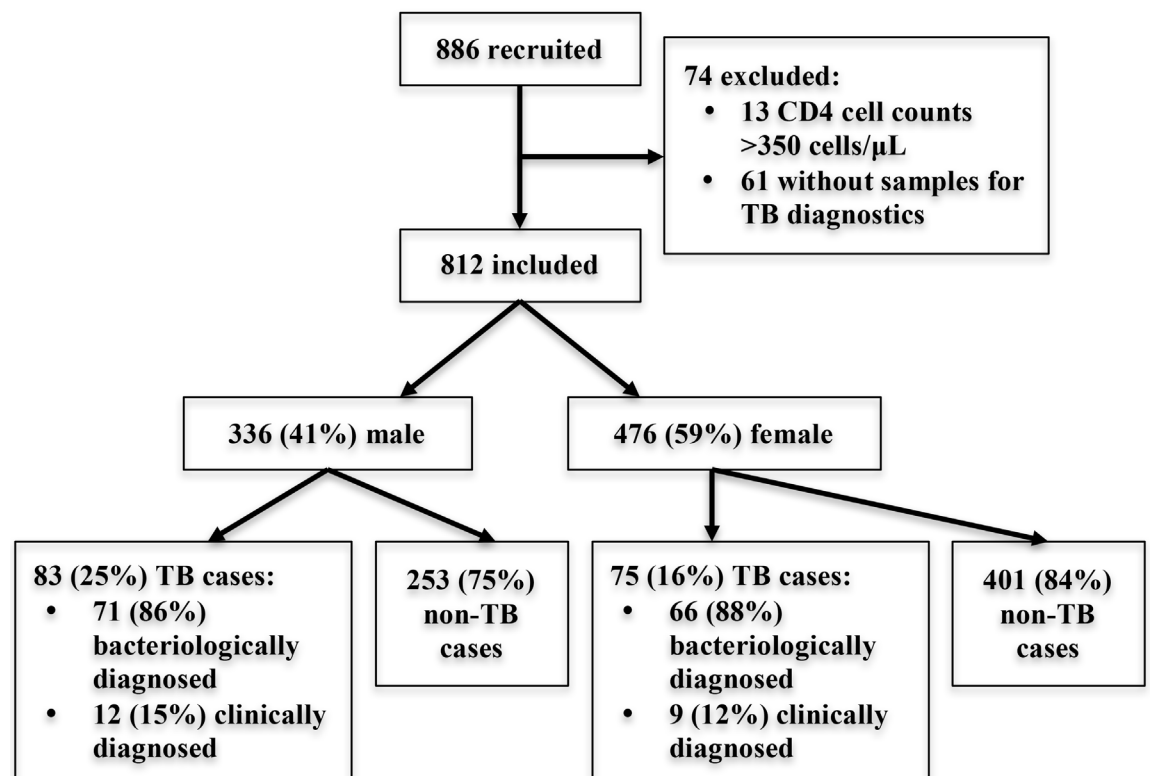 886 recruited
74 excluded:
• 13 CD4 cell counts
>350 cells/μL
• 61 without samples for
TB diagnostics
812 included
336 (41%) male
476 (59%) female
83 (25%) TB cases:
• 71 (86%)
bacteriologically
diagnosed
• 12 (15%) clinically
diagnosed
253 (75%)
non-TB
cases
75 (16%) TB cases:
• 66 (88%)
bacteriologically
diagnosed
• 9 (12%) clinically
diagnosed
401 (84%)
non-TB
cases